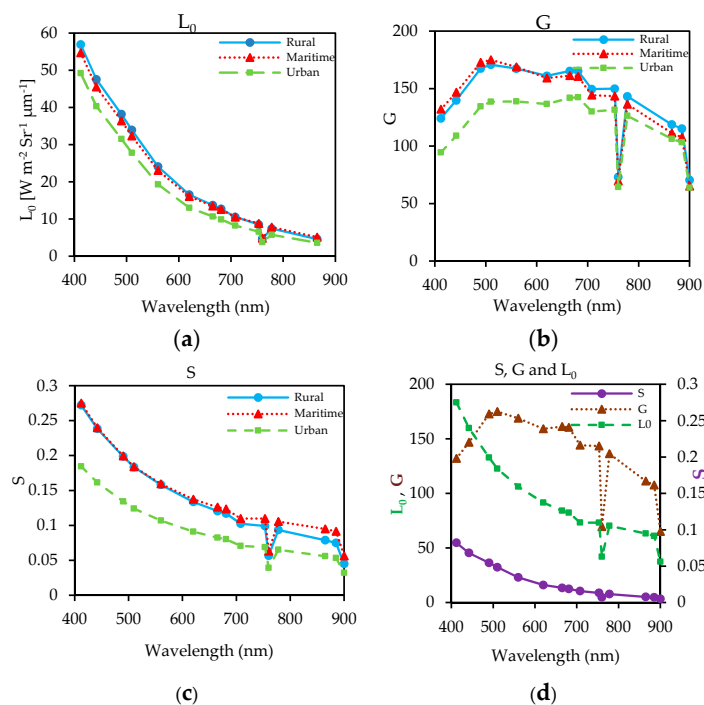 L₀
60
50
40
30
20
10
0
400 500 600 700 800 900
L₀ [W m⁻² Sr⁻¹ µm⁻¹]
Wavelength (nm)
Rural
Maritime
Urban
(a)
G
200
150
100
50
0
400 500 600 700 800 900
G
Wavelength (nm)
Rural
Maritime
Urban
(b)
S
0.3
0.25
0.2
0.15
0.1
0.05
0
400 500 600 700 800 900
S
Wavelength (nm)
Rural
Maritime
Urban
(c)
S, G and L₀
200
150
100
50
0
0.3
0.25
0.2
0.15
0.1
0.05
0
400 500 600 700 800 900
L₀, G
S
Wavelength (nm)
S
G
L0
(d)